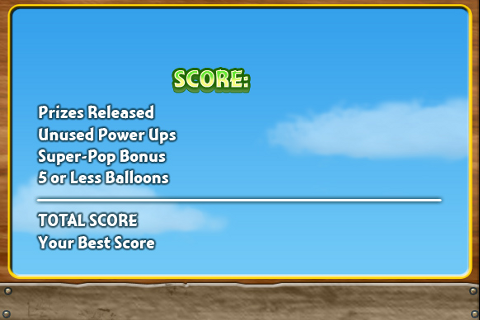 SCORE:
Prizes Released
Unused Power Ups
Super-Pop Bonus
5 or Less Balloons
TOTAL SCORE
Your Best Score